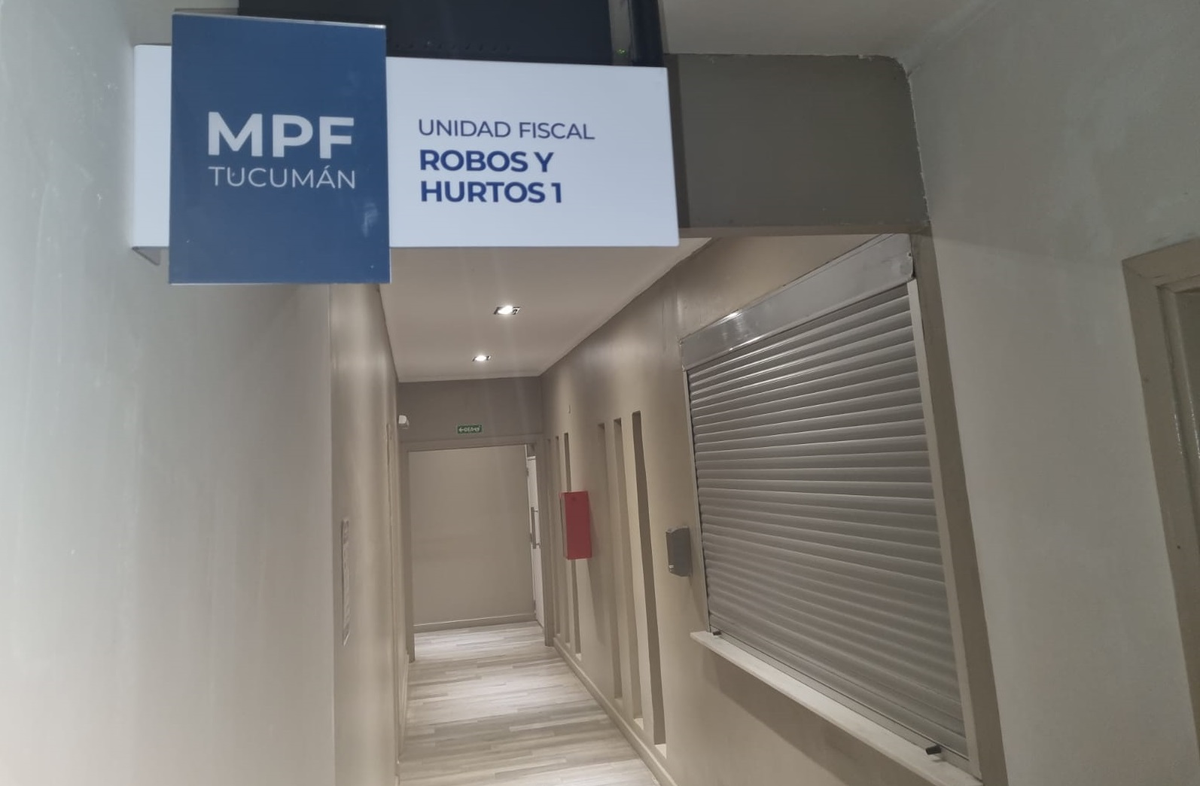 MPF
TUCUMÁN
UNIDAD FISCAL
ROBOS Y
HURTOS 1